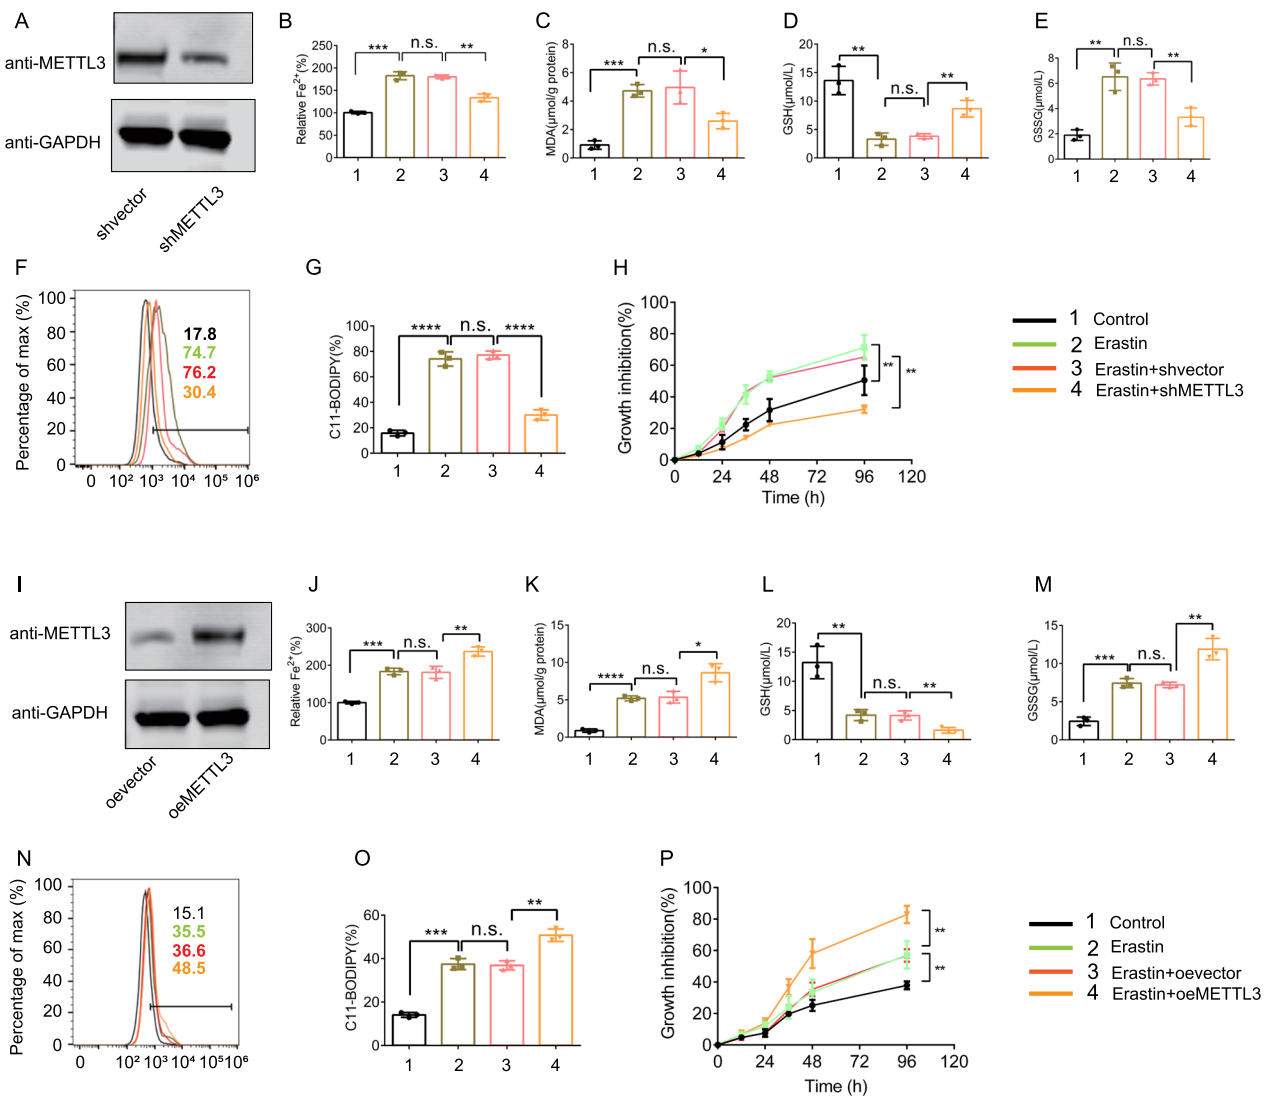 A
anti-METTL3
anti-GAPDH
shvector
shMETTL3
B
Relative Fe²⁺(%)
250
200
150
100
50
0
***
n.s.
**
1 2 3 4
C
MDA(μmol/g protein)
8
6
4
2
0
***
n.s.
*
1 2 3 4
D
GSH(μmol/L)
20
15
10
5
0
**
n.s.
**
1 2 3 4
E
GSSG(μmol/L)
8
6
4
2
0
**
n.s.
**
1 2 3 4
F
Percentage of max (%)
100
80
60
40
20
0
17.8
74.7
76.2
30.4
0 10² 10³ 10⁴ 10⁵ 10⁶
G
C11-BODIPY(%)
100
80
60
40
20
0
****
n.s.
****
1 2 3 4
H
Growth inhibition(%)
100
80
60
40
20
0
**
**
0 24 48 72 96 120
Time (h)
1 Control
2 Erastin
3 Erastin+shvector
4 Erastin+shMETTL3
I
anti-METTL3
anti-GAPDH
oevector
oeMETTL3
J
Relative Fe²⁺(%)
300
200
100
0
***
n.s.
**
1 2 3 4
K
MDA(μmol/g protein)
15
10
5
0
****
n.s.
*
1 2 3 4
L
GSH(μmol/L)
20
15
10
5
0
**
n.s.
**
1 2 3 4
M
GSSG(μmol/L)
15
10
5
0
***
n.s.
**
1 2 3 4
N
Percentage of max (%)
100
80
60
40
20
0
15.1
35.5
36.6
48.5
0 10² 10³ 10⁴ 10⁵ 10⁶
O
C11-BODIPY(%)
60
40
20
0
***
n.s.
**
1 2 3 4
P
Growth inhibition(%)
100
80
60
40
20
0
**
**
0 24 48 72 96 120
Time (h)
1 Control
2 Erastin
3 Erastin+oevector
4 Erastin+oeMETTL3